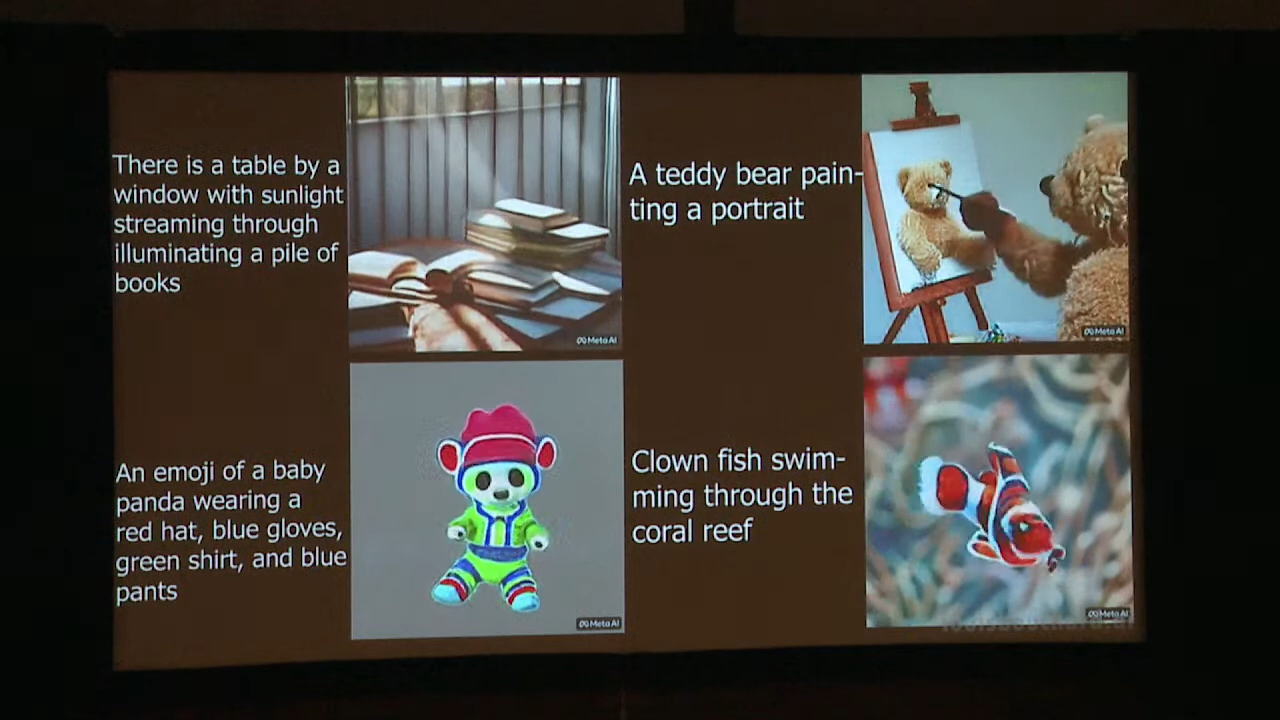 There is a table by a
window with sunlight
streaming through
illuminating a pile of
books
Meta AI
A teddy bear pain-
ting a portrait
Meta AI
An emoji of a baby
panda wearing a
red hat, blue gloves,
green shirt, and blue
pants
Meta AI
Clown fish swim-
ming through the
coral reef
Meta AI